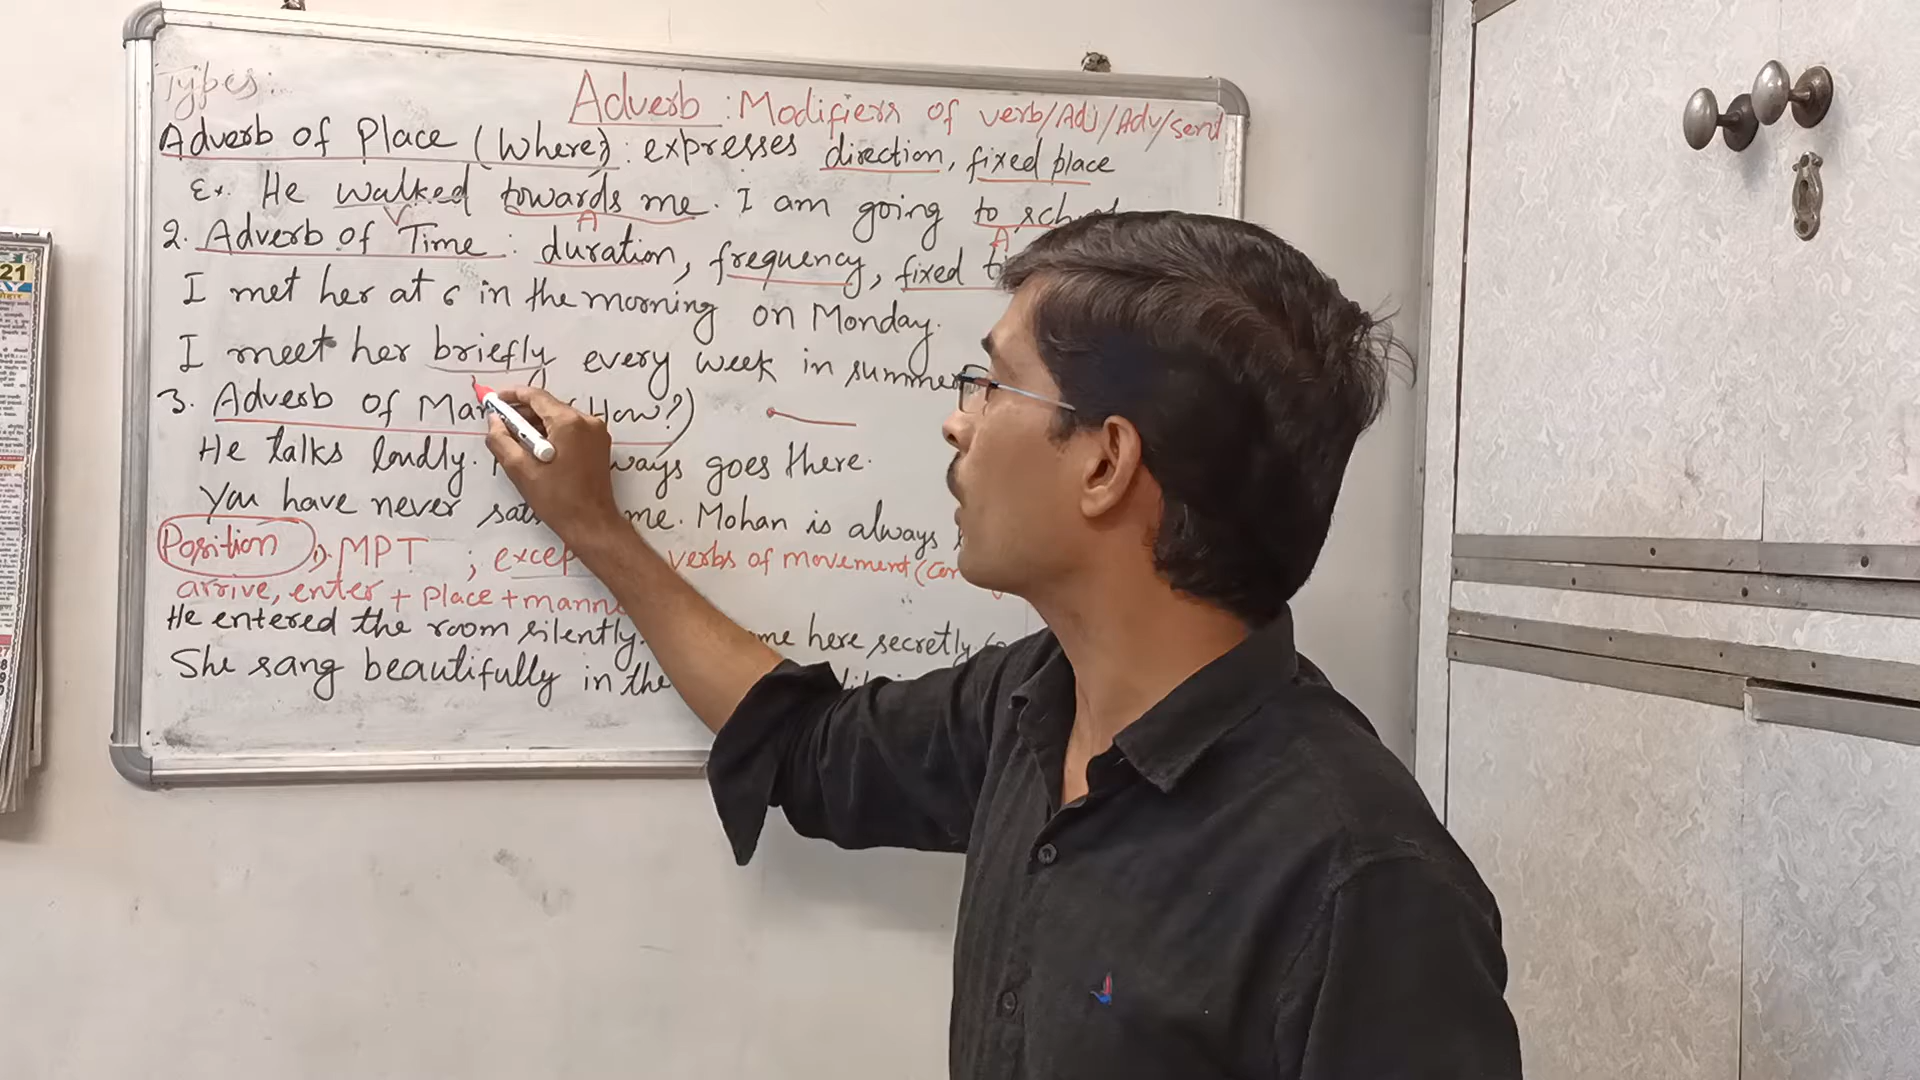 Types:
Adverb : Modifiers of verb/Adj/Adv/sent
Adverb of Place (Where?) : expresses direction, fixed place
Ex. He walked towards me. I am going to school
V A A
2. Adverb of Time : duration, frequency, fixed
I met her at 6 in the morning on Monday.
I meet her briefly every week in summer
3. Adverb of (How?)
He talks loudly. goes there.
You have never me. Mohan is always
Position 1). MPT ; verbs of movement (
arrive, enter + Place +
He entered the room silently. here secretly
She sang beautifully in the
21